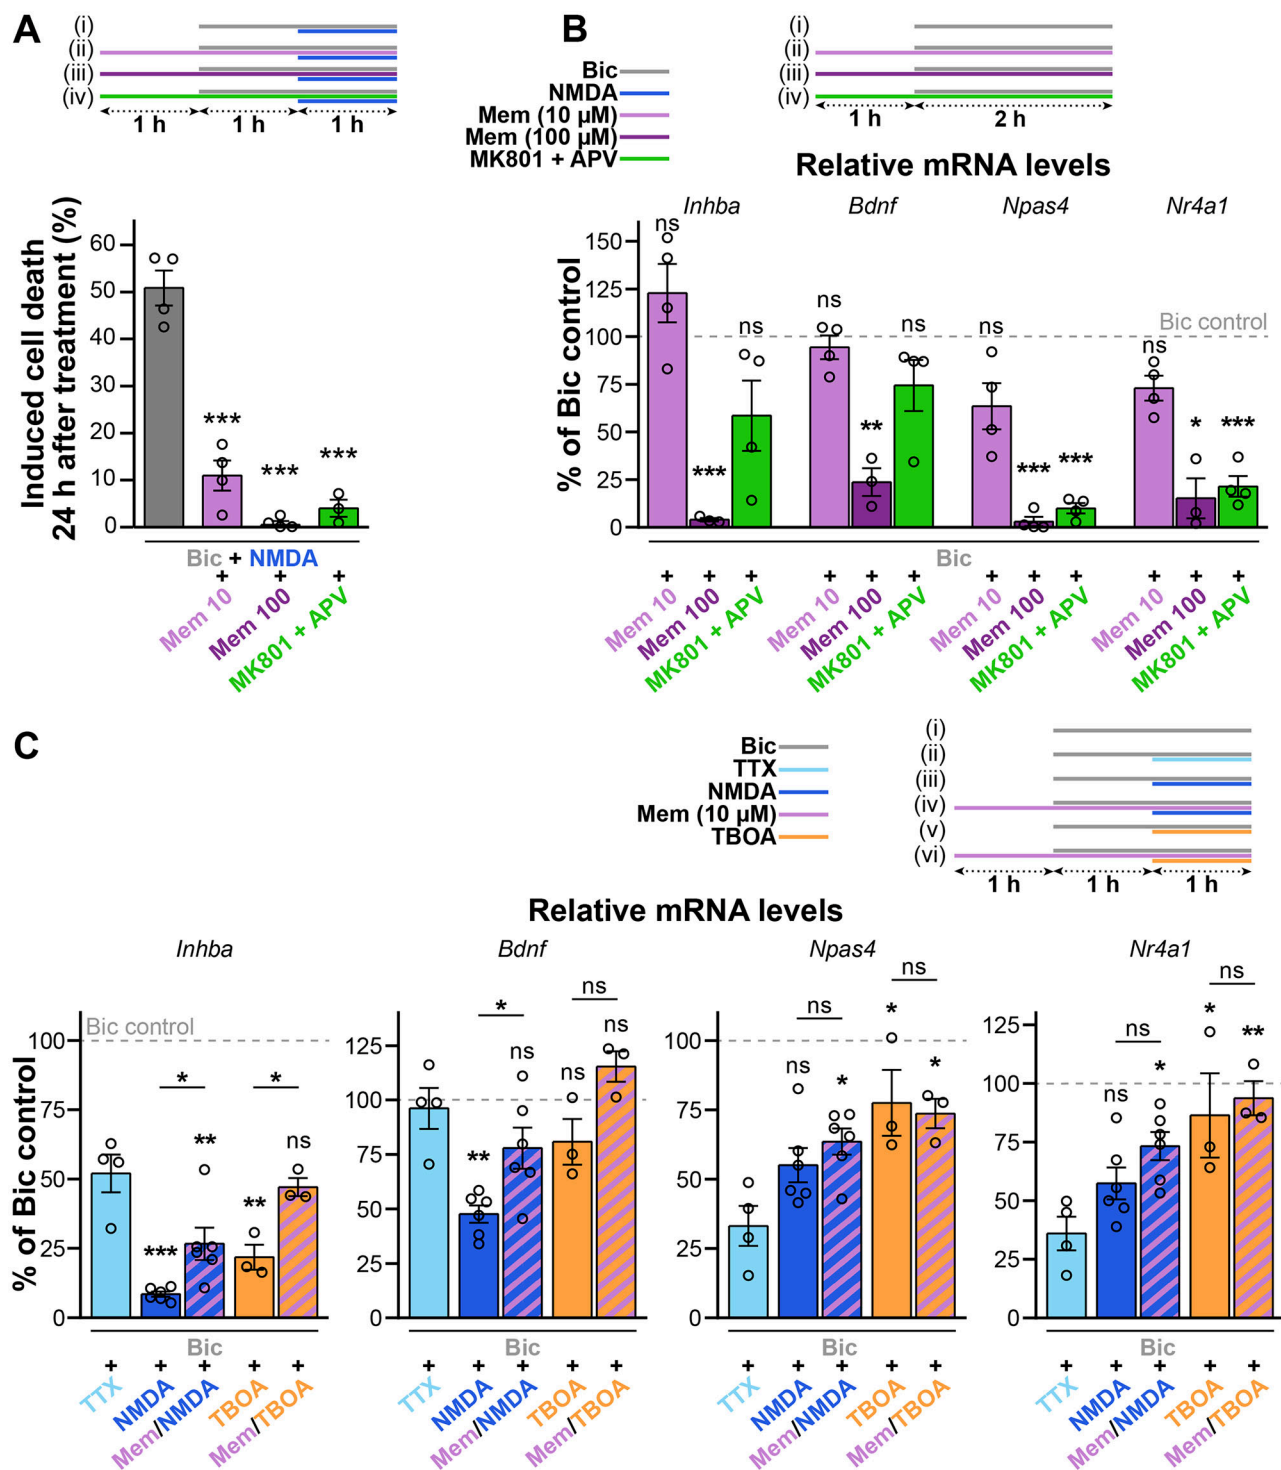 A
(i)
(ii)
(iii)
(iv)
1 h 1 h 1 h
Induced cell death
24 h after treatment (%)
60
50
40
30
20
10
0
***
***
***
Bic + NMDA
+ + +
Mem 10
Mem 100
MK801 + APV
B
Bic
NMDA
Mem (10 µM)
Mem (100 µM)
MK801 + APV
(i)
(ii)
(iii)
(iv)
1 h 2 h
Relative mRNA levels
Inhba Bdnf Npas4 Nr4a1
% of Bic control
150
125
100
75
50
25
0
Bic control
ns *** ns
ns ** ns
ns *** ***
ns * ***
Bic
+ + + + + + + + + + + +
Mem 10
Mem 100
MK801 + APV
Mem 10
Mem 100
MK801 + APV
Mem 10
Mem 100
MK801 + APV
Mem 10
Mem 100
MK801 + APV
C
Bic
TTX
NMDA
Mem (10 µM)
TBOA
(i)
(ii)
(iii)
(iv)
(v)
(vi)
1 h 1 h 1 h
Relative mRNA levels
Inhba
% of Bic control
100
75
50
25
0
Bic control
* *
*** ** ** ns
Bic
+ + + + +
TTX
NMDA
Mem/NMDA
TBOA
Mem/TBOA
Bdnf
125
100
75
50
25
0
* ns
** ns ns ns
Bic
+ + + + +
TTX
NMDA
Mem/NMDA
TBOA
Mem/TBOA
Npas4
100
75
50
25
0
ns ns
ns * * *
Bic
+ + + + +
TTX
NMDA
Mem/NMDA
TBOA
Mem/TBOA
Nr4a1
125
100
75
50
25
0
ns ns
ns * * **
Bic
+ + + + +
TTX
NMDA
Mem/NMDA
TBOA
Mem/TBOA